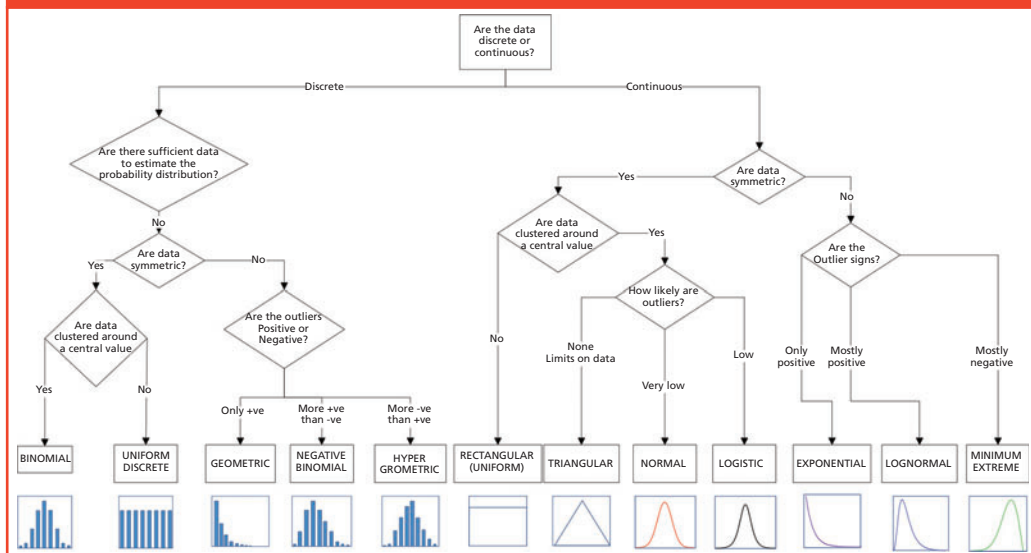 Are the data
discrete or
continuous?
Discrete
Continuous
Are there sufficient data
to estimate the
probability distribution?
Yes
Are data
symmetric?
No
No
Are data
clustered around
a central value
Yes
Are the
Outlier signs?
Yes
Are data
symmetric?
No
How likely are
outliers?
Are data
clustered around
a central value
Are the outliers
Positive or
Negative?
No
None
Limits on data
Low
Only
positive
Mostly
positive
Mostly
negative
Yes
No
Very low
Only +ve
More +ve
than -ve
More -ve
than +ve
BINOMIAL
UNIFORM
DISCRETE
GEOMETRIC
NEGATIVE
BINOMIAL
HYPER
GROMETRIC
RECTANGULAR
(UNIFORM)
TRIANGULAR
NORMAL
LOGISTIC
EXPONENTIAL
LOGNORMAL
MINIMUM
EXTREME